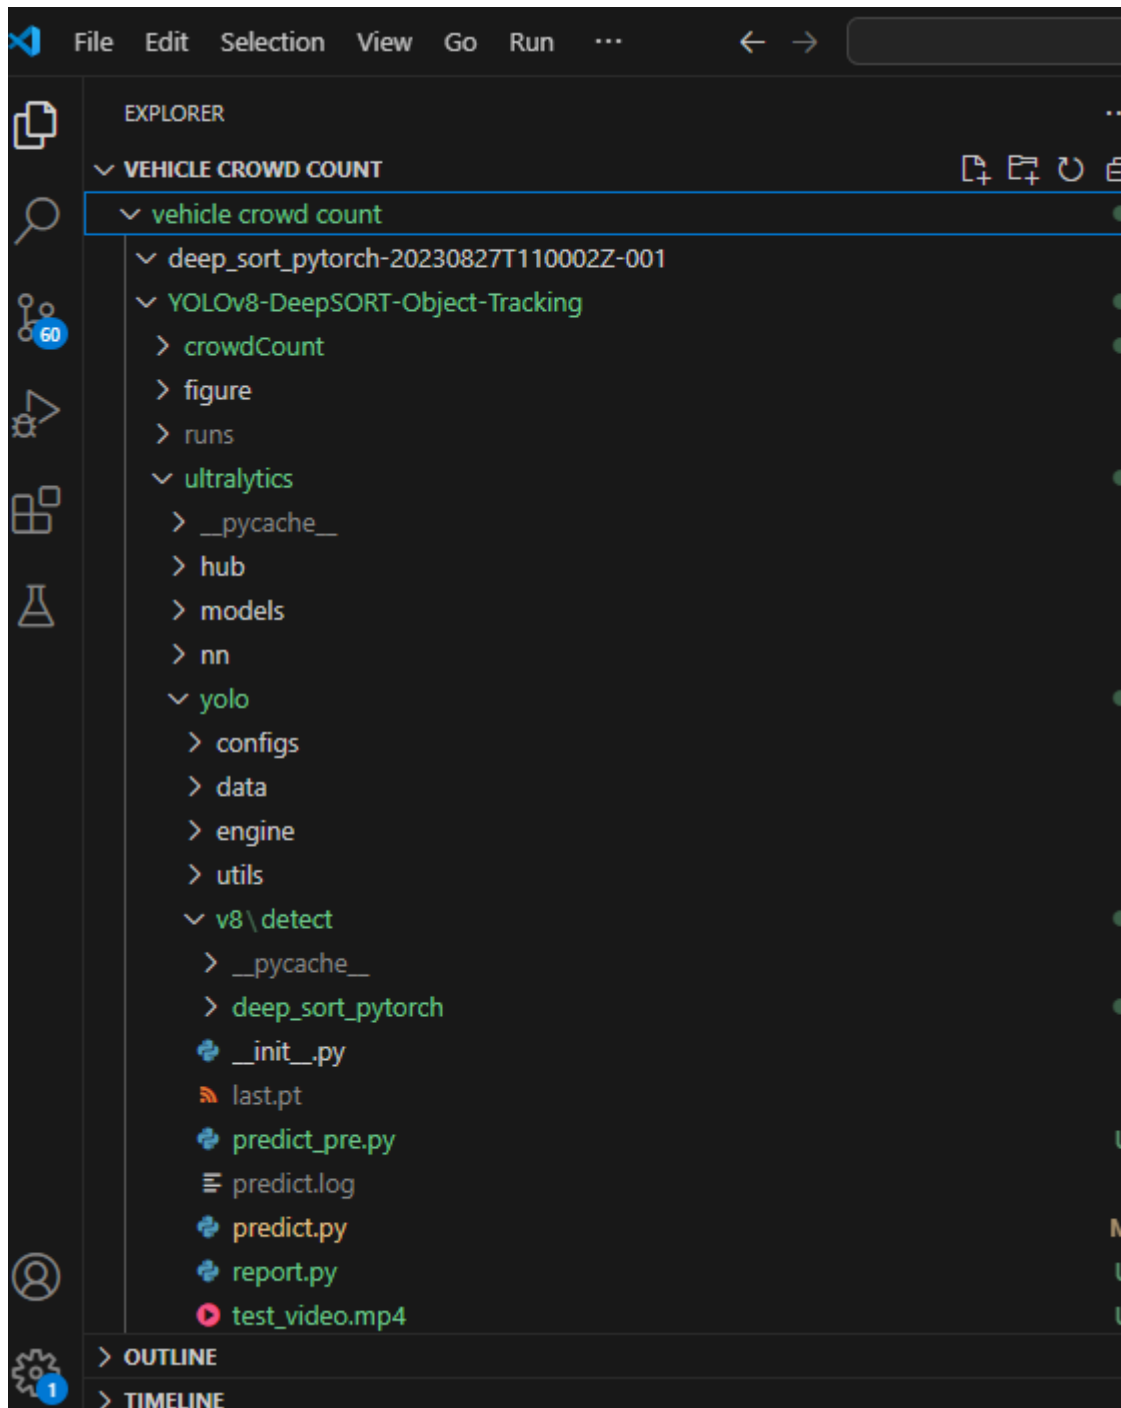 File Edit Selection View Go Run ...
EXPLORER
VEHICLE CROWD COUNT
vehicle crowd count
deep_sort_pytorch-20230827T110002Z-001
YOLOv8-DeepSORT-Object-Tracking
crowdCount
figure
60
runs
ultralytics
__pycache__
hub
models
nn
yolo
configs
data
engine
utils
v8\detect
__pycache__
deep_sort_pytorch
__init__.py
last.pt
predict_pre.py
predict.log
predict.py
report.py
test_video.mp4
OUTLINE
1
TIMELINE